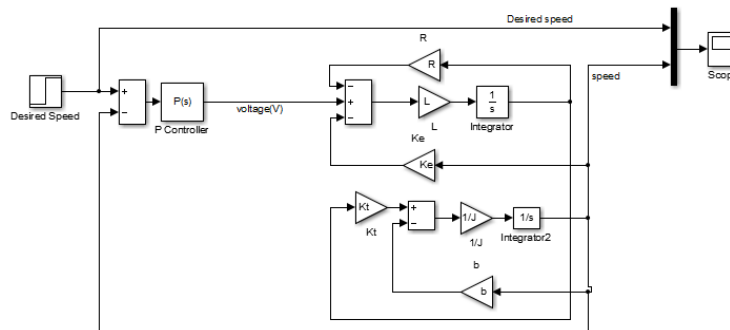 Desired speed
R
R
speed
Scop
Desired Speed
+
−
P(s)
P Controller
voltage(V)
−
+
−
L
L
1
s
Integrator
Ke
Ke
Kt
Kt
+
−
1/J
1/J
1/s
Integrator2
b
b